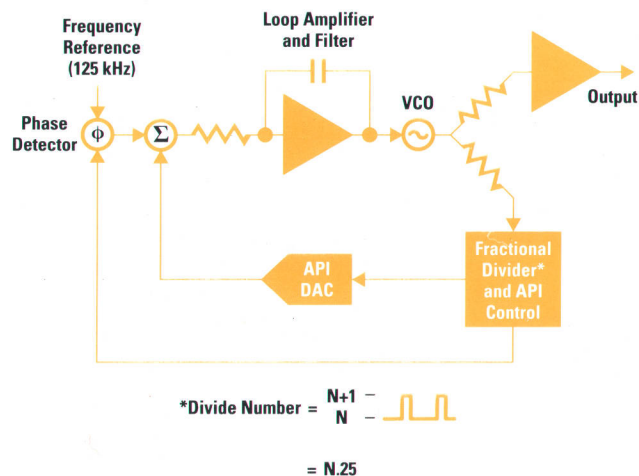 Frequency
Reference
(125 kHz)
Loop Amplifier
and Filter
VCO
Output
Phase
Detector
ϕ
Σ
API
DAC
Fractional
Divider*
and API
Control
*Divide Number = N+1
N
= N.25